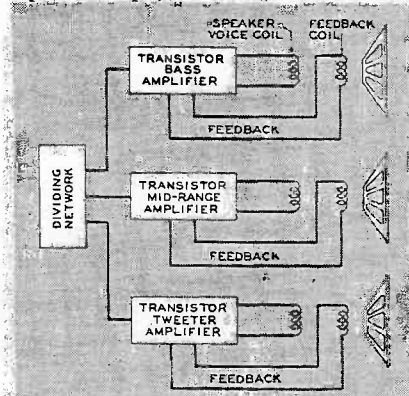 SPEAKER
VOICE COIL
FEEDBACK
COIL
TRANSISTOR
BASS
AMPLIFIER
FEEDBACK
DIVIDING
NETWORK
TRANSISTOR
MID-RANGE
AMPLIFIER
FEEDBACK
TRANSISTOR
TWEETER
AMPLIFIER
FEEDBACK